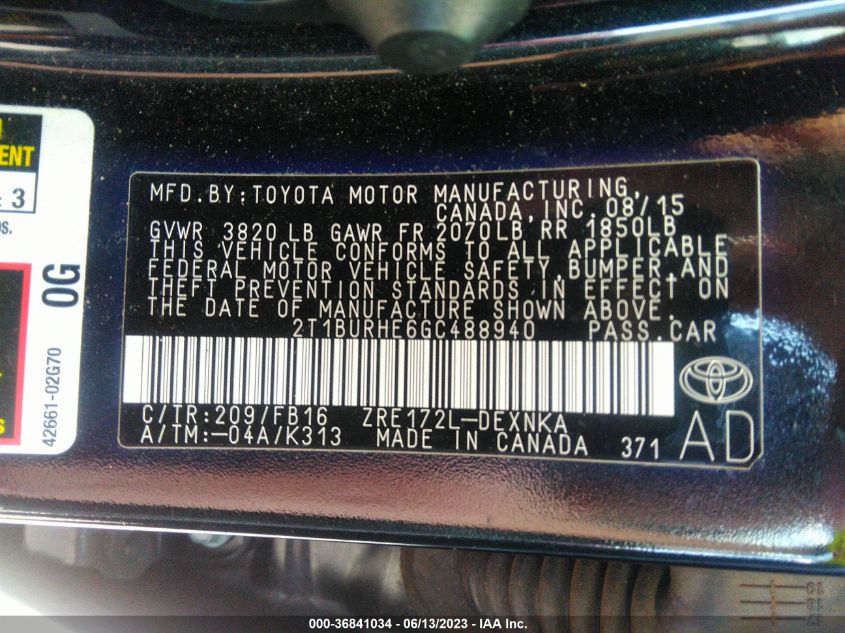 MFD.BY:TOYOTA MOTOR MANUFACTURING,
CANADA,INC. 08/15
GVWR 3820 LB GAWR FR 2070LB RR 1850LB
THIS VEHICLE CONFORMS TO ALL APPLICABLE
FEDERAL MOTOR VEHICLE SAFETY,BUMPER,AND
THEFT PREVENTION STANDARDS IN EFFECT ON
THE DATE OF MANUFACTURE SHOWN ABOVE.
2T1BURHE6GC488940 PASS.CAR
C/TR:209/FB16 ZRE172L-DEXNKA
A/TM:-04A/K313 MADE IN CANADA 371
AD
ENT
: 3
OG
42661-02G70
000-36841034 - 06/13/2023 - IAA Inc.